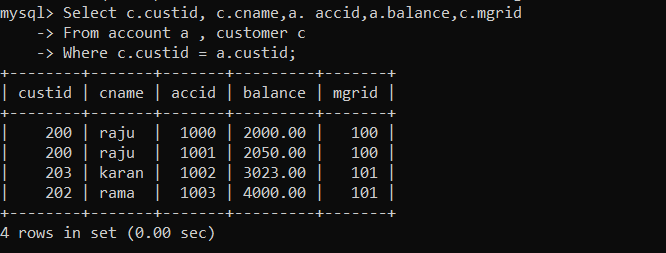 mysql> Select c.custid, c.cname,a. accid,a.balance,c.mgrid
    -> From account a , customer c
    -> Where c.custid = a.custid;
+--------+-------+-------+---------+-------+
| custid | cname | accid | balance | mgrid |
+--------+-------+-------+---------+-------+
|    200 | raju  |  1000 | 2000.00 |   100 |
|    200 | raju  |  1001 | 2050.00 |   100 |
|    203 | karan |  1002 | 3023.00 |   101 |
|    202 | rama  |  1003 | 4000.00 |   101 |
+--------+-------+-------+---------+-------+
4 rows in set (0.00 sec)